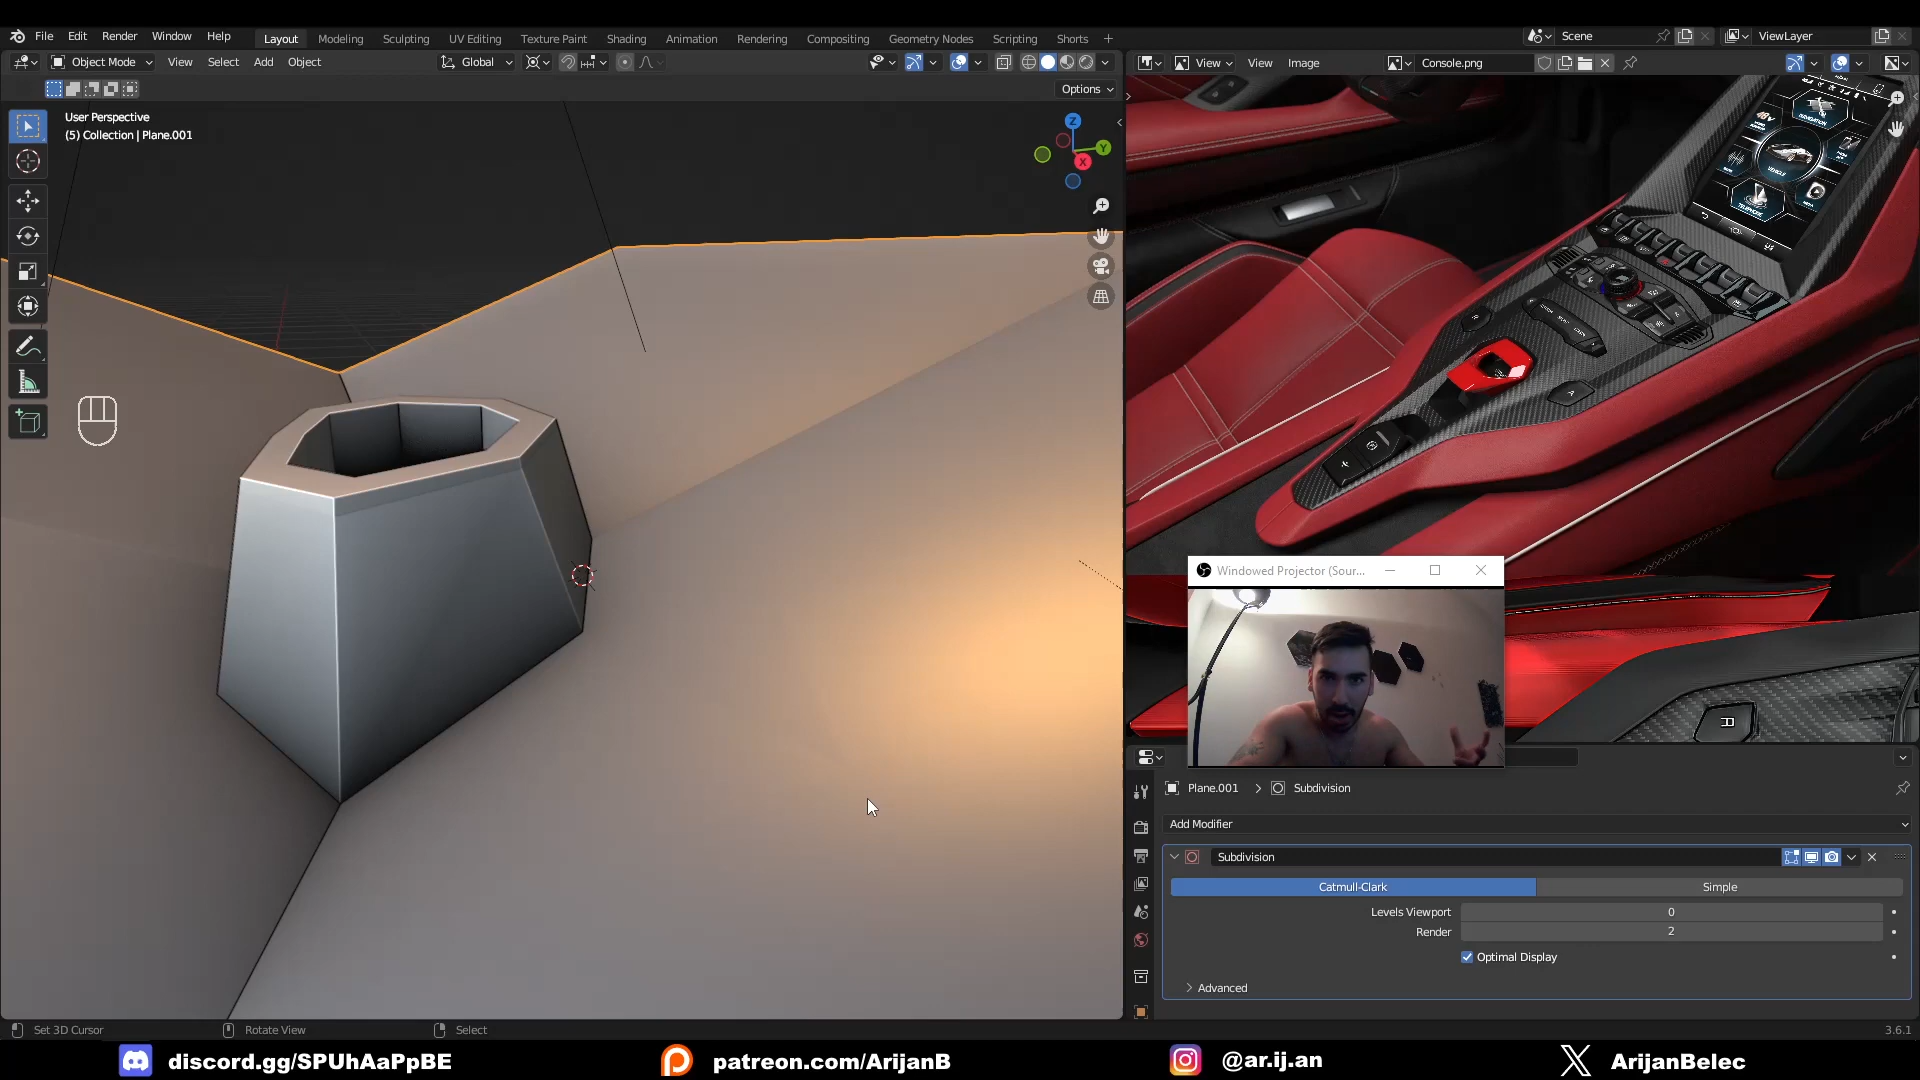 File Edit Render Window Help
Layout Modeling Sculpting UV Editing Texture Paint Shading Animation Rendering Compositing Geometry Nodes Scripting Shorts +
Scene
ViewLayer
Object Mode View Select Add Object
Global
View View Image
Console.png
Options
User Perspective
(5) Collection | Plane.001
Z
Y
X
NAVIGATION
VEHICLE
TELEPHONE
A
Windowed Projector (Sour...
Plane.001 > Subdivision
Add Modifier
Subdivision
Catmull-Clark
Simple
Levels Viewport 0
Render 2
Optimal Display
Advanced
Set 3D Cursor
Rotate View
Select
3.6.1
discord.gg/SPUhAaPpBE
patreon.com/ArijanB
@ar.ij.an
ArijanBelec